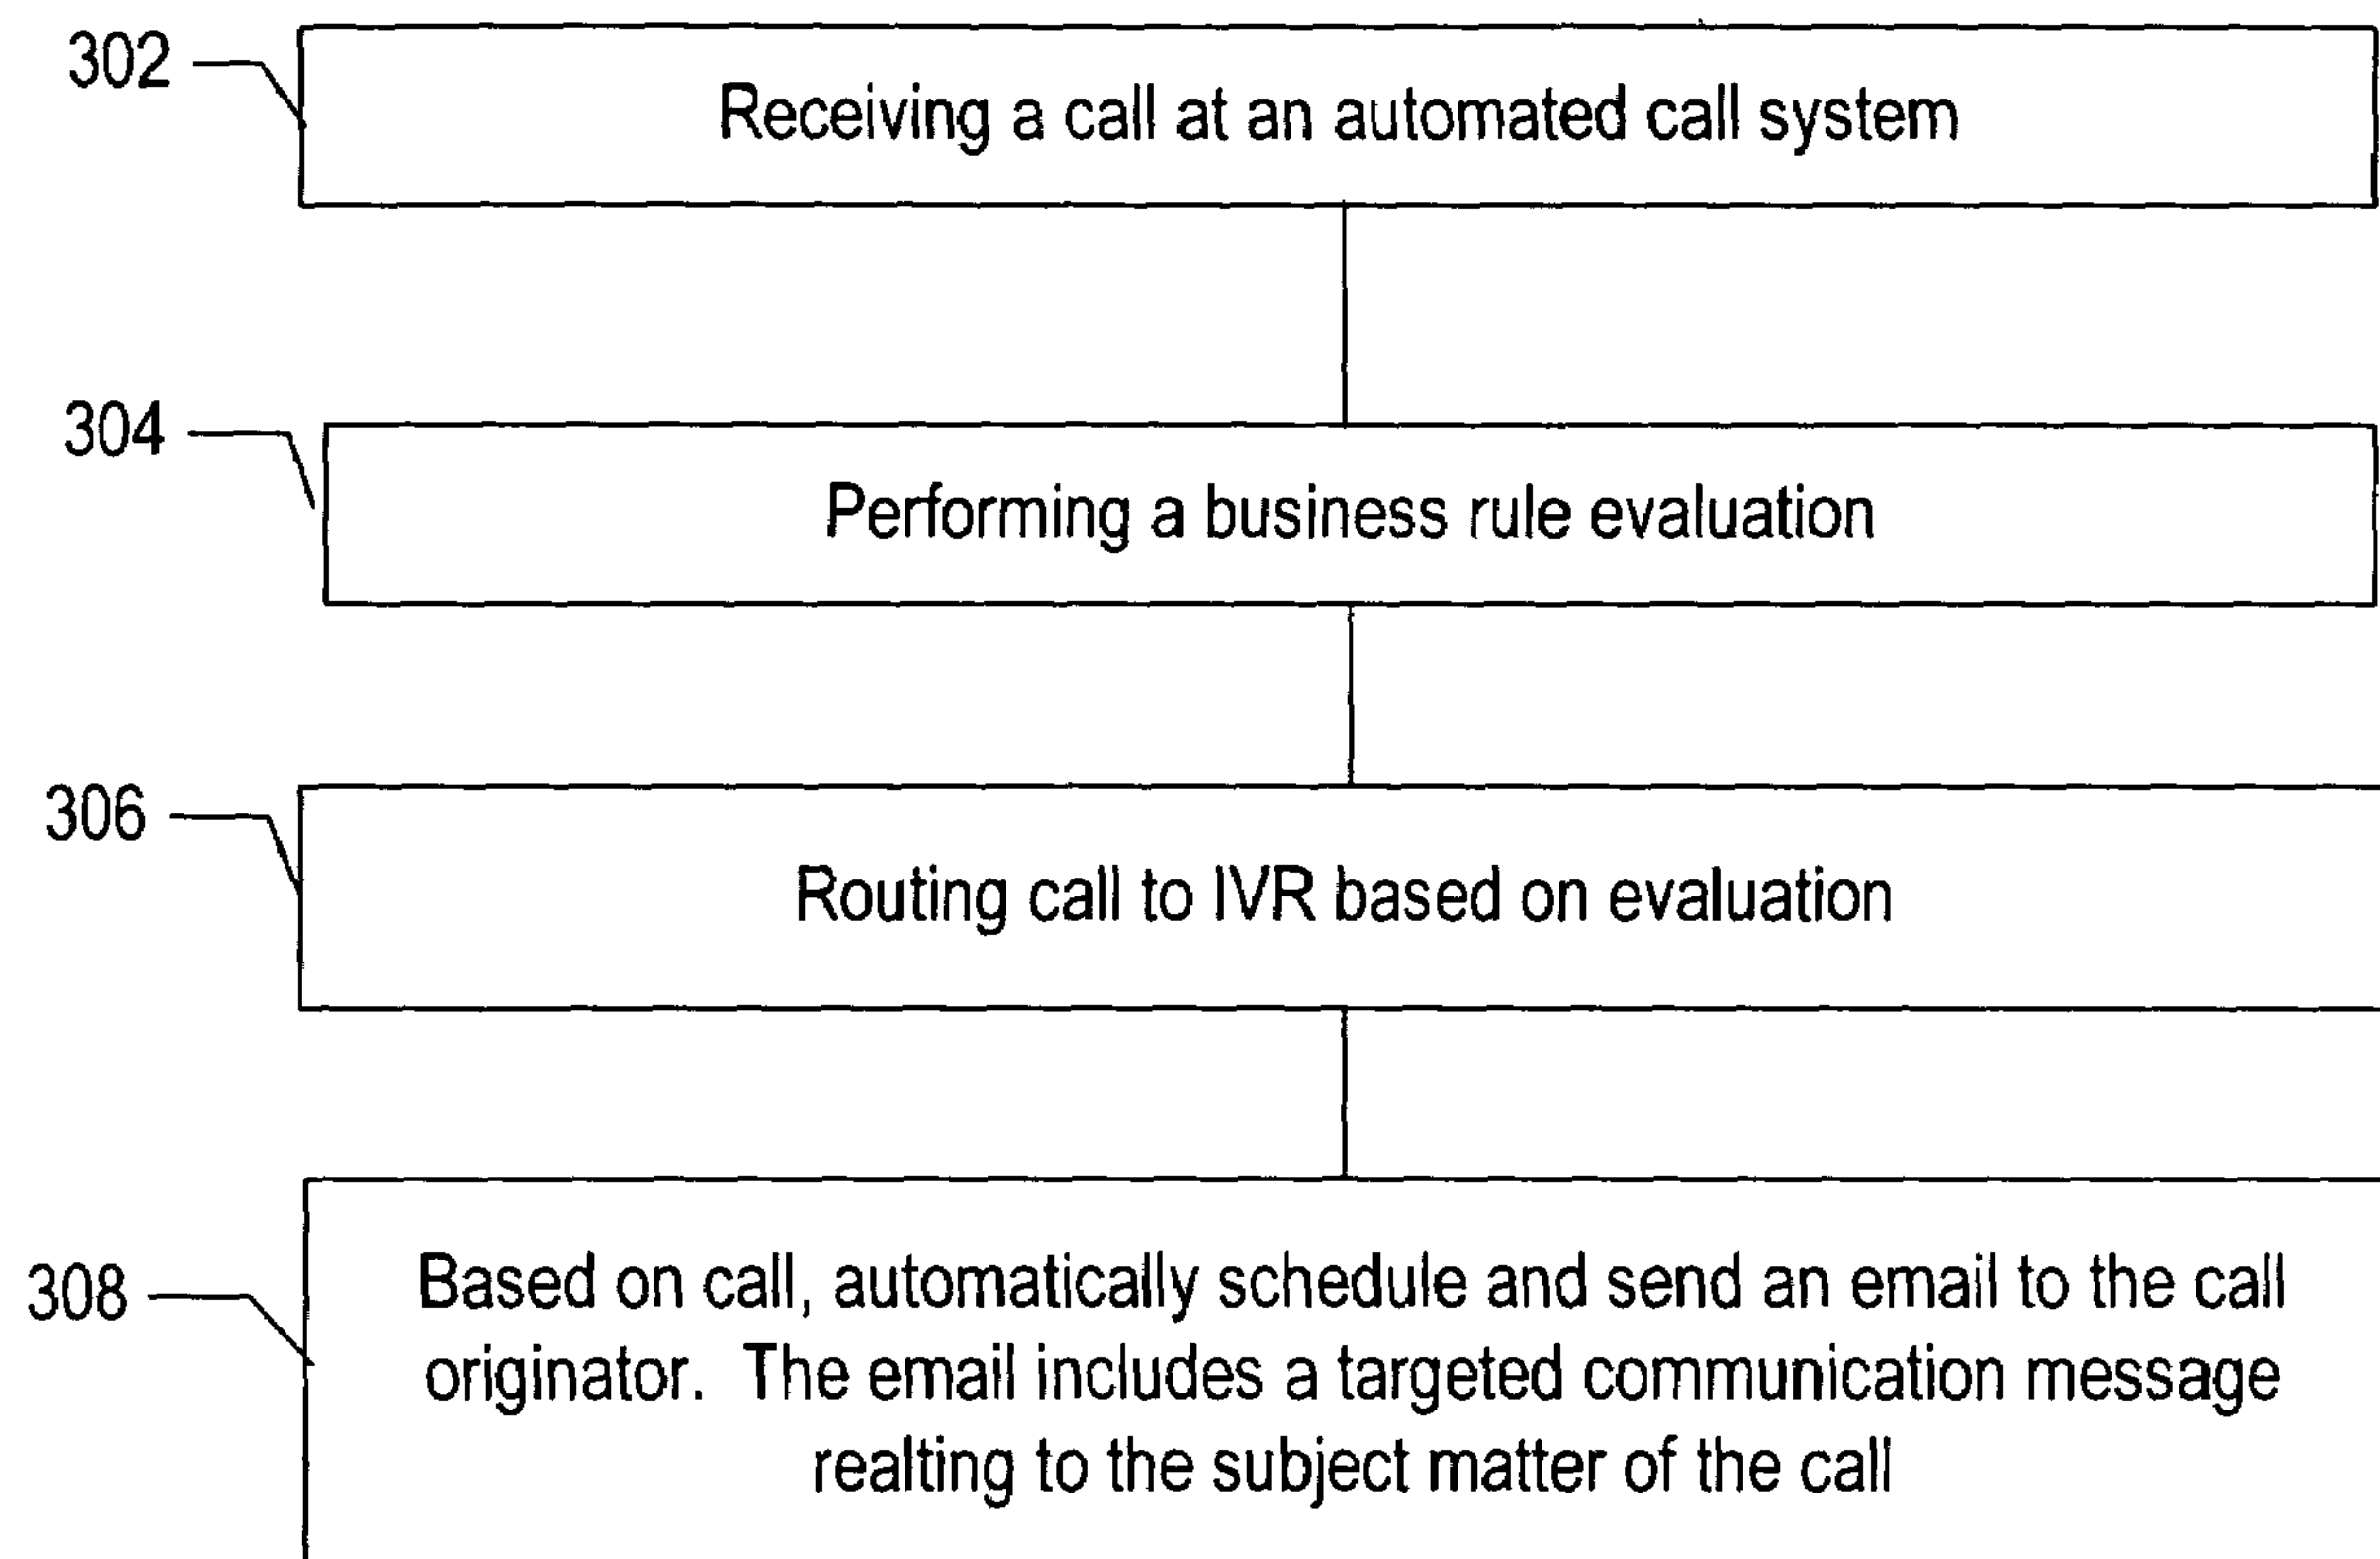 302
Receiving a call at an automated call system
304
Performing a business rule evaluation
306
Routing call to IVR based on evaluation
308
Based on call, automatically schedule and send an email to the call
originator. The email includes a targeted communication message
realting to the subject matter of the call